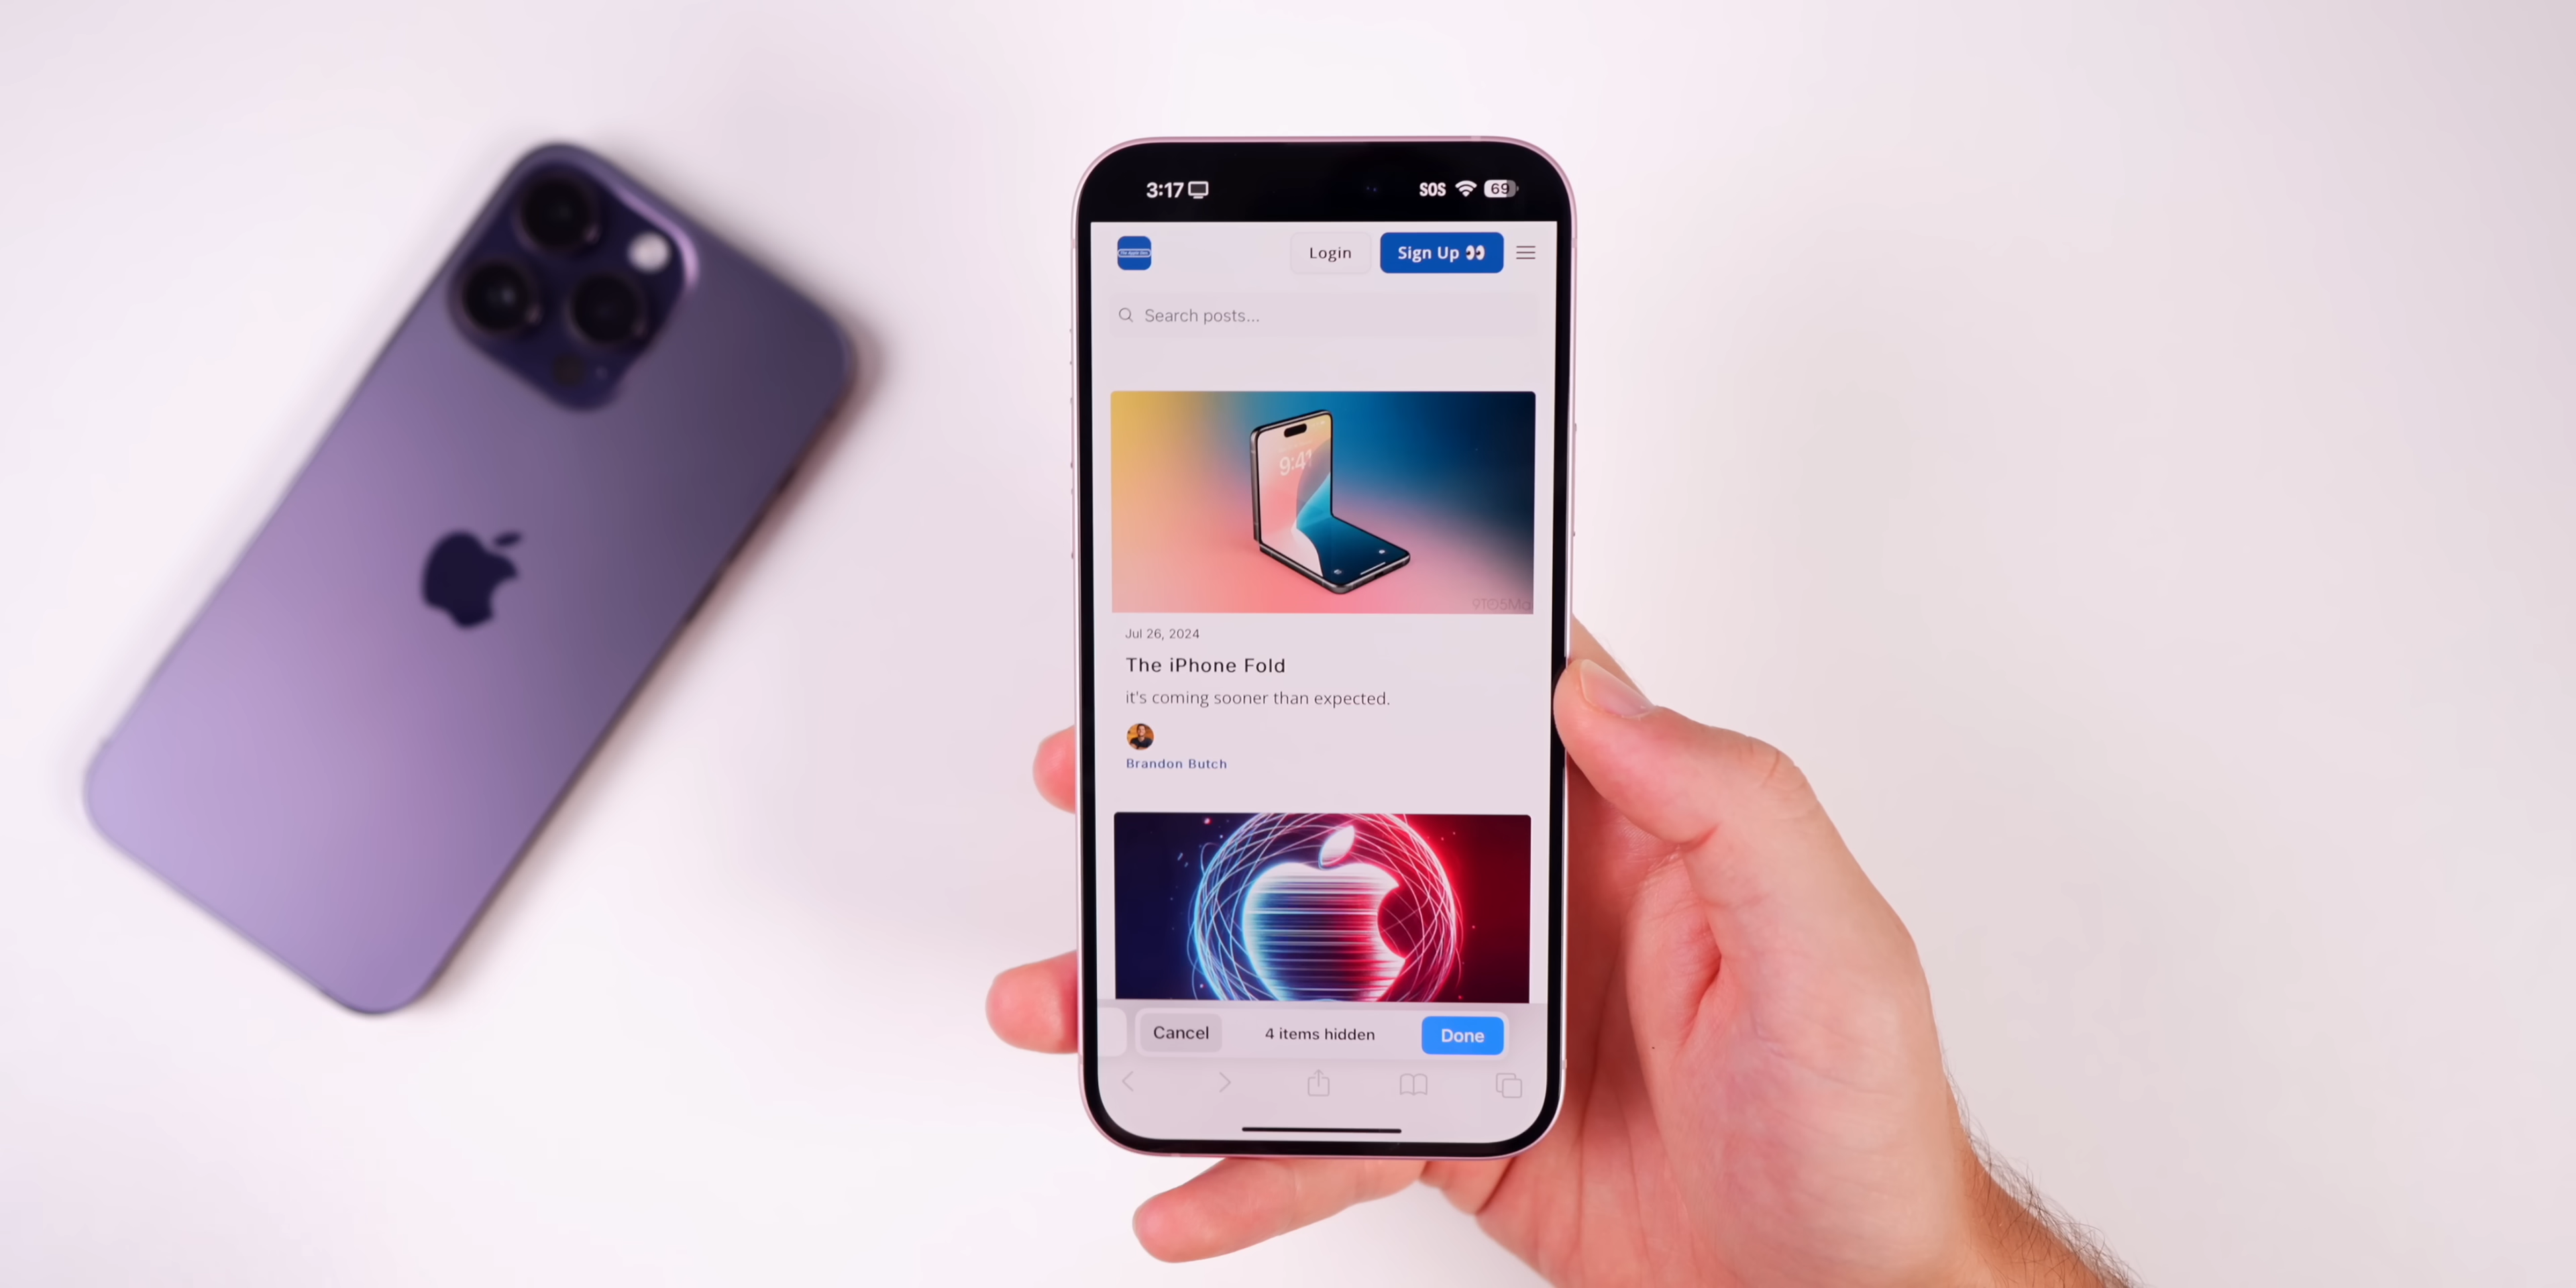 3:17 SOS 69
Login Sign Up 👀
Search posts...
9:41
9TO5Ma
Jul 26, 2024
The iPhone Fold
it's coming sooner than expected.
Brandon Butch
Cancel 4 items hidden Done